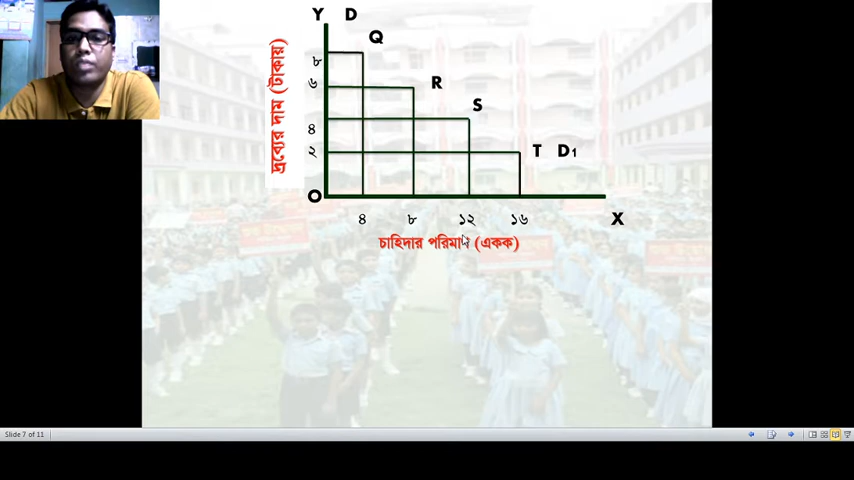 Y D
Q
৮
৬
R
S
৪
২
T D₁
O
৪ ৮ ১২ ১৬ X
দ্রব্যের দাম (টাকায়)
চাহিদার পরিমাণ (একক)
Slide 7 of 11